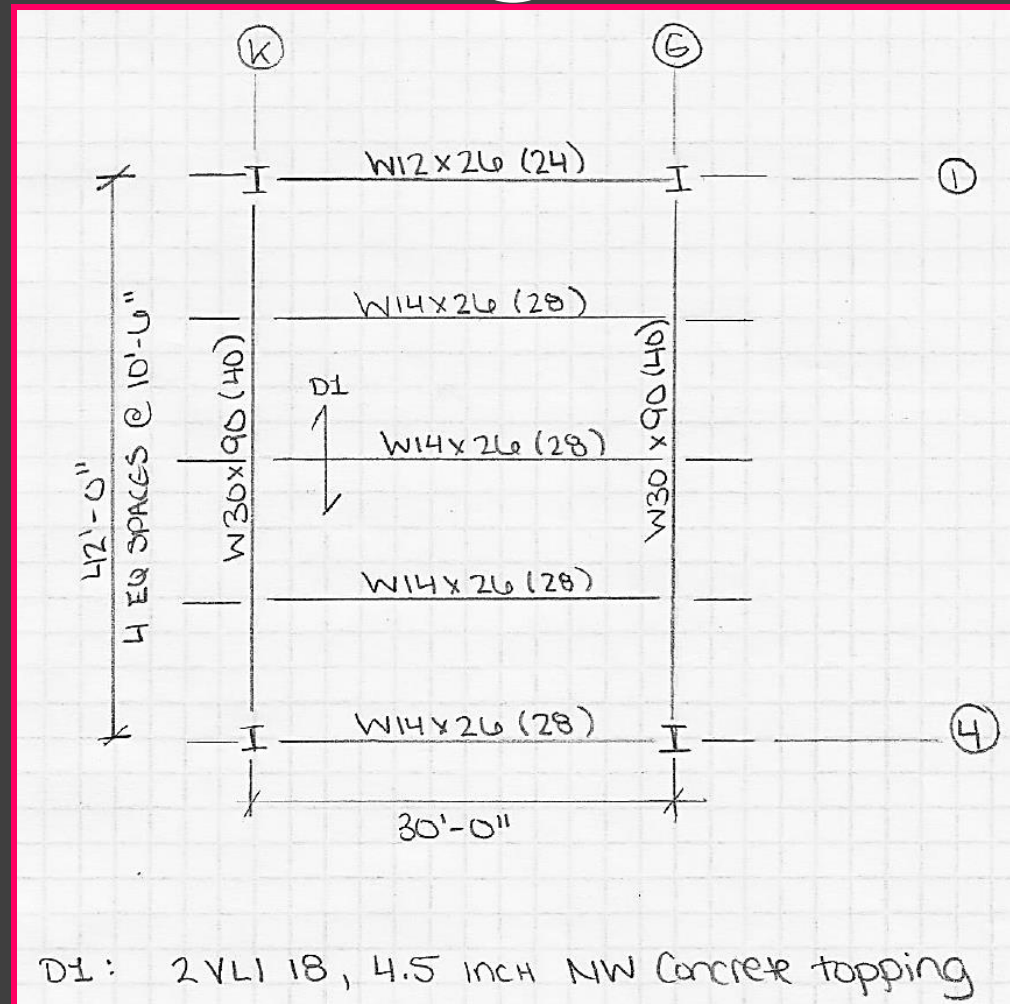 K
G
W12x26 (24)
1
W14x26 (28)
42'-0"
4 EQ SPACES @ 10'-6"
W30x90 (40)
D1
W14x26 (28)
W30 x90 (40)
W14x26 (28)
W14x26 (28)
4
30'-0"
D1: 2VLI 18, 4.5 inch NW Concrete topping